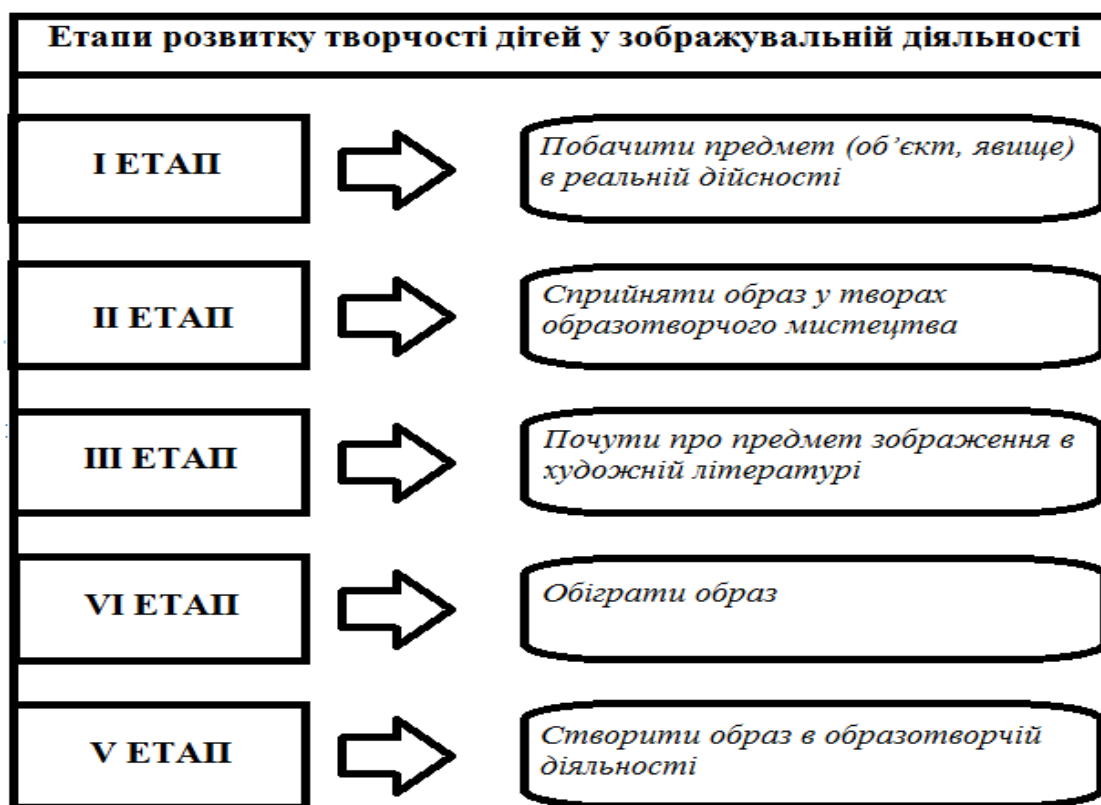 Етапи розвитку творчості дітей у зображувальній діяльності
І ЕТАП
Побачити предмет (об’єкт, явище)
в реальній дійсності
ІІ ЕТАП
Сприйняти образ у творах
образотворчого мистецтва
ІІІ ЕТАП
Почути про предмет зображення в
художній літературі
VI ЕТАП
Обіграти образ
V ЕТАП
Створити образ в образотворчій
діяльності